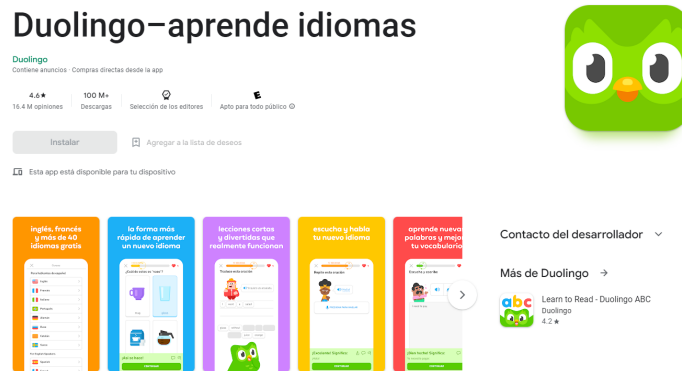 Duolingo–aprende idiomas
Duolingo
Contiene anuncios · Compras directas desde la app
4.6★
16.4 M opiniones
100 M+
Descargas
Selección de los editores
E
Apto para todo público
Instalar
Agregar a la lista de deseos
Esta app está disponible para tu dispositivo
inglés, francés
y más de 40
idiomas gratis
la forma más
rápida de aprender
un nuevo idioma
lecciones cortas
y divertidas que
realmente funcionan
escucha y habla
tu nuevo idioma
aprende nuevas
palabras y mejo
tu vocabulario
Contacto del desarrollador
Más de Duolingo
abc
Learn to Read - Duolingo ABC
Duolingo
4.2★